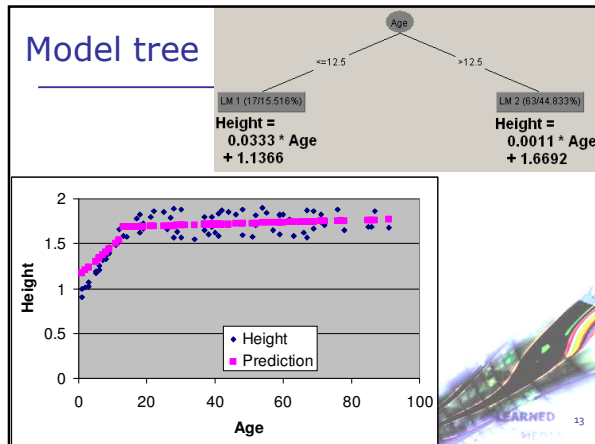 Model tree
Age
<=12.5
>12.5
LM 1 (17/15.516%)
LM 2 (63/44.833%)
Height =
0.0333 * Age
+ 1.1366
Height =
0.0011 * Age
+ 1.6692
2
1.5
1
0.5
0
Height
Height
Prediction
0
20
40
60
80
100
Age
LEARNED
MEDIA
13